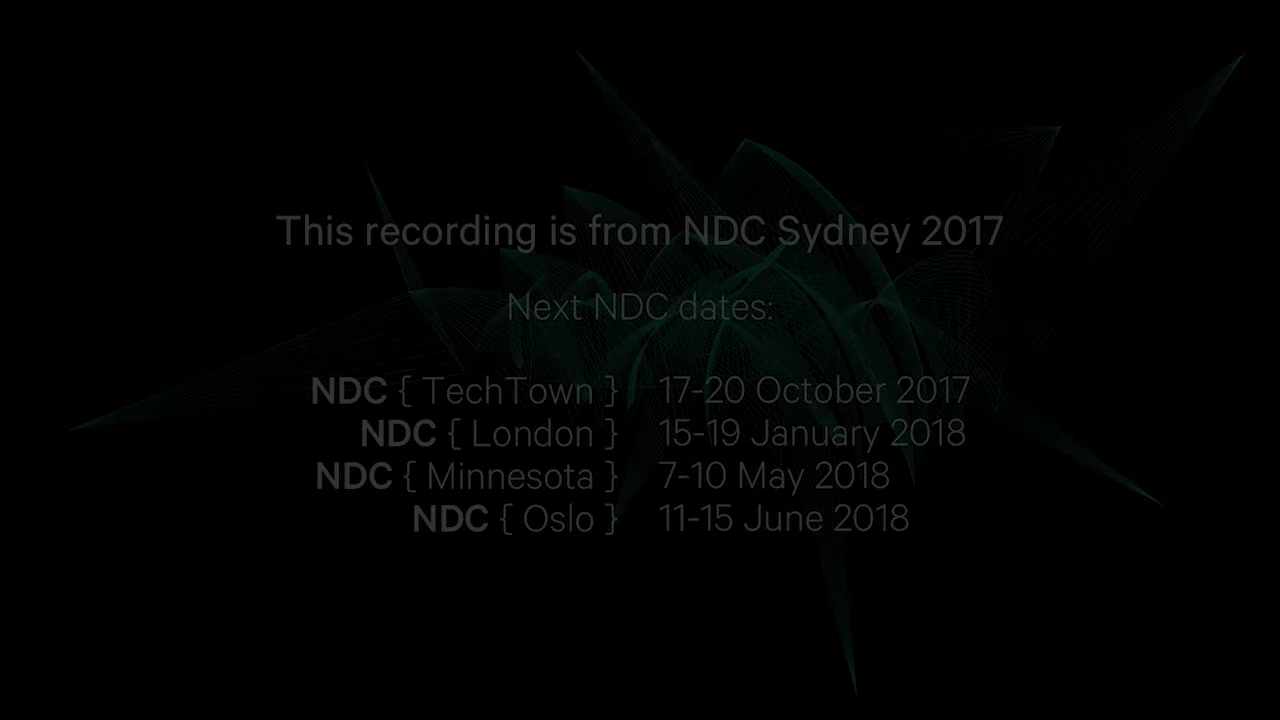 This recording is from NDC Sydney 2017
Next NDC dates:
NDC { TechTown } 17-20 October 2017
NDC { London } 15-19 January 2018
NDC { Minnesota } 7-10 May 2018
NDC { Oslo } 11-15 June 2018